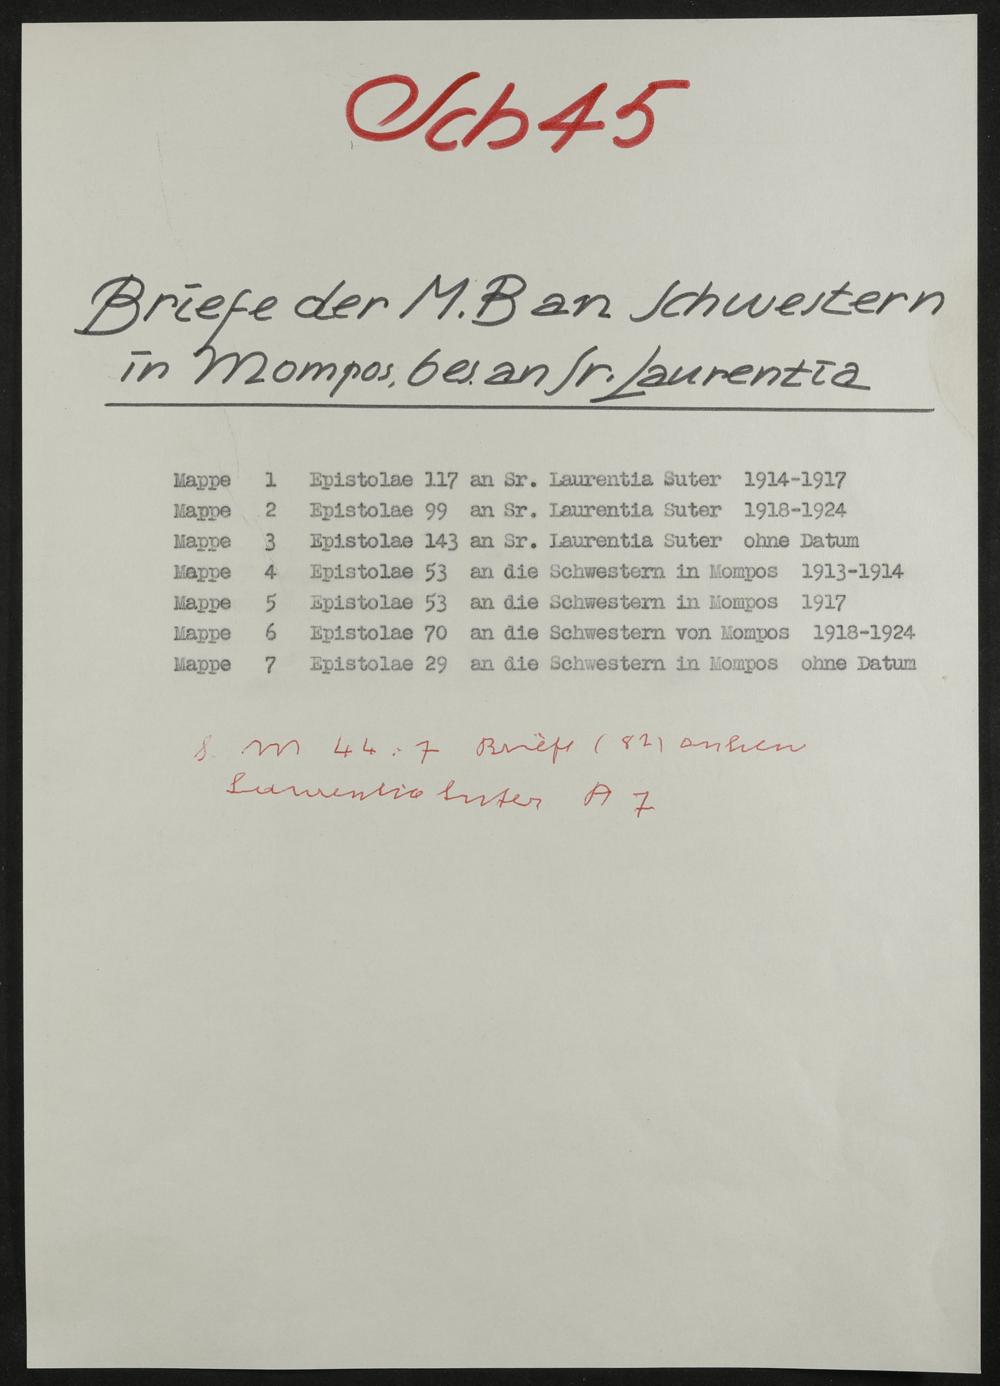 Sch 45
Briefe der M. B an Schwestern
in Mompos, bes. an Sr. Laurentia
Mappe 1 Epistolae 117 an Sr. Laurentia Suter 1914-1917
Mappe 2 Epistolae 99 an Sr. Laurentia Suter 1918-1924
Mappe 3 Epistolae 143 an Sr. Laurentia Suter ohne Datum
Mappe 4 Epistolae 53 an die Schwestern in Mompos 1913-1914
Mappe 5 Epistolae 53 an die Schwestern in Mompos 1917
Mappe 6 Epistolae 70 an die Schwestern von Mompos 1918-1924
Mappe 7 Epistolae 29 an die Schwestern in Mompos ohne Datum
S. M 44 : 7 Briefe (82)
Laurentia Suter A 7